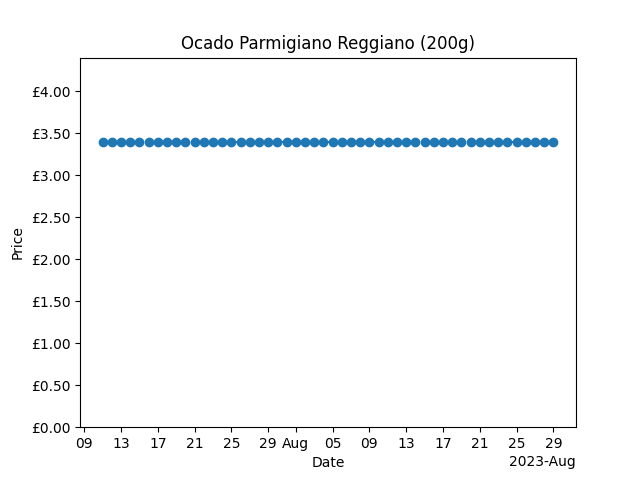 Ocado Parmigiano Reggiano (200g)
£4.00
£3.50
£3.00
£2.50
£2.00
£1.50
£1.00
£0.50
£0.00
Price
09 13 17 21 25 29 Aug 05 09 13 17 21 25 29
Date
2023-Aug